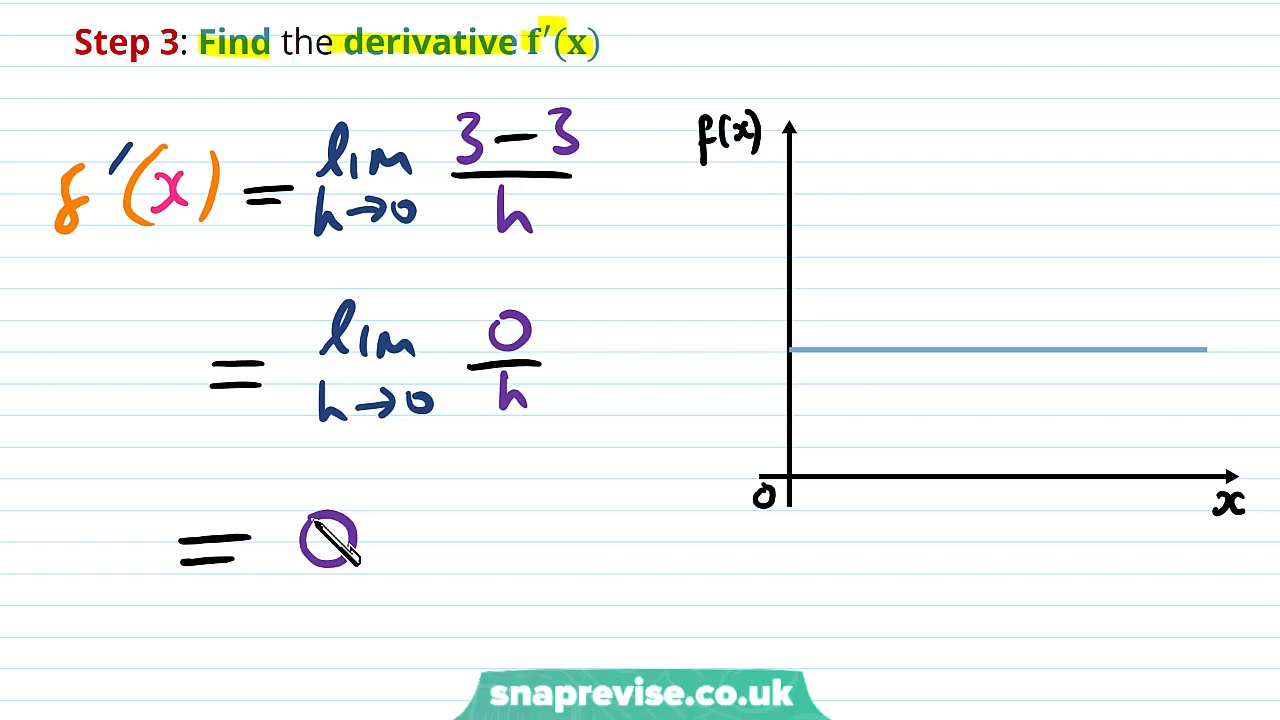 Step 3: Find the derivative f′(x)
f′(x) = lim h→0 3 − 3 / h
= lim h→0 0 / h
= 0
f(x)
0
x
snaprevise.co.uk